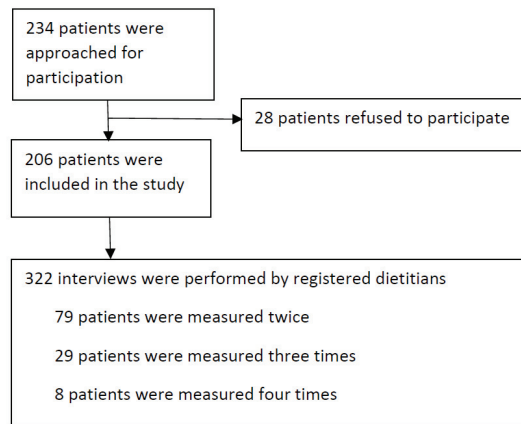 234 patients were
approached for
participation
28 patients refused to participate
206 patients were
included in the study
322 interviews were performed by registered dietitians
79 patients were measured twice
29 patients were measured three times
8 patients were measured four times